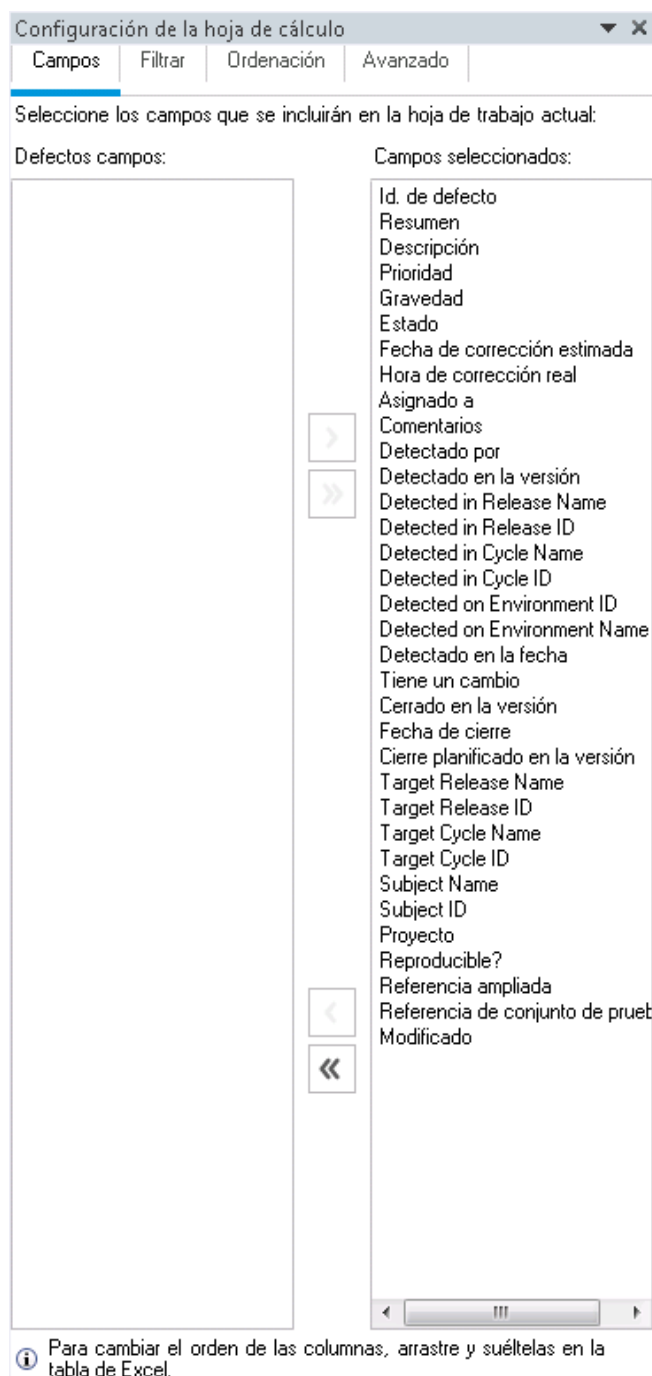 Configuración de la hoja de cálculo
Campos Filtrar Ordenación Avanzado
Seleccione los campos que se incluirán en la hoja de trabajo actual:
Defectos campos:
Campos seleccionados:
Id. de defecto
Resumen
Descripción
Prioridad
Gravedad
Estado
Fecha de corrección estimada
Hora de corrección real
Asignado a
Comentarios
Detectado por
Detectado en la versión
Detected in Release Name
Detected in Release ID
Detected in Cycle Name
Detected in Cycle ID
Detected on Environment ID
Detected on Environment Name
Detectado en la fecha
Tiene un cambio
Cerrado en la versión
Fecha de cierre
Cierre planificado en la versión
Target Release Name
Target Release ID
Target Cycle Name
Target Cycle ID
Subject Name
Subject ID
Proyecto
Reproducible?
Referencia ampliada
Referencia de conjunto de prueb
Modificado
Para cambiar el orden de las columnas, arrastre y suéltelas en la
tabla de Excel.